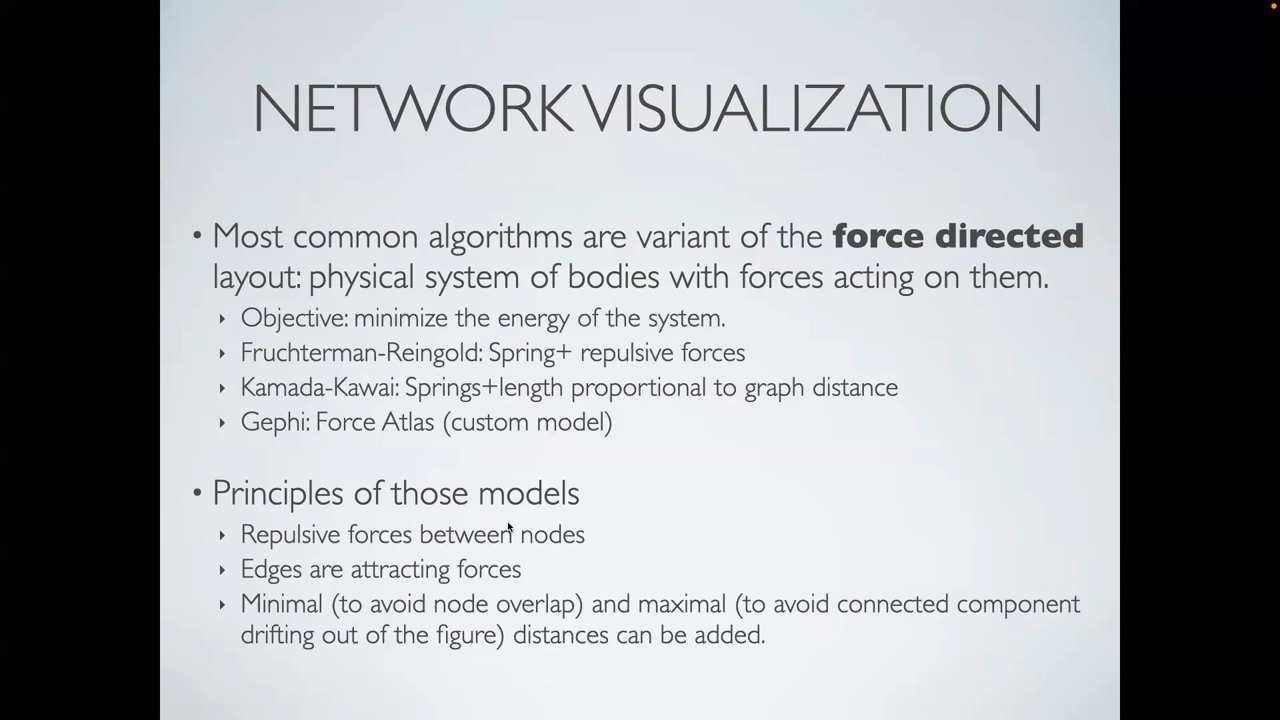 NETWORK VISUALIZATION
• Most common algorithms are variant of the force directed
layout: physical system of bodies with forces acting on them.
‣ Objective: minimize the energy of the system.
‣ Fruchterman-Reingold: Spring+ repulsive forces
‣ Kamada-Kawai: Springs+length proportional to graph distance
‣ Gephi: Force Atlas (custom model)
• Principles of those models
‣ Repulsive forces between nodes
‣ Edges are attracting forces
‣ Minimal (to avoid node overlap) and maximal (to avoid connected component
drifting out of the figure) distances can be added.